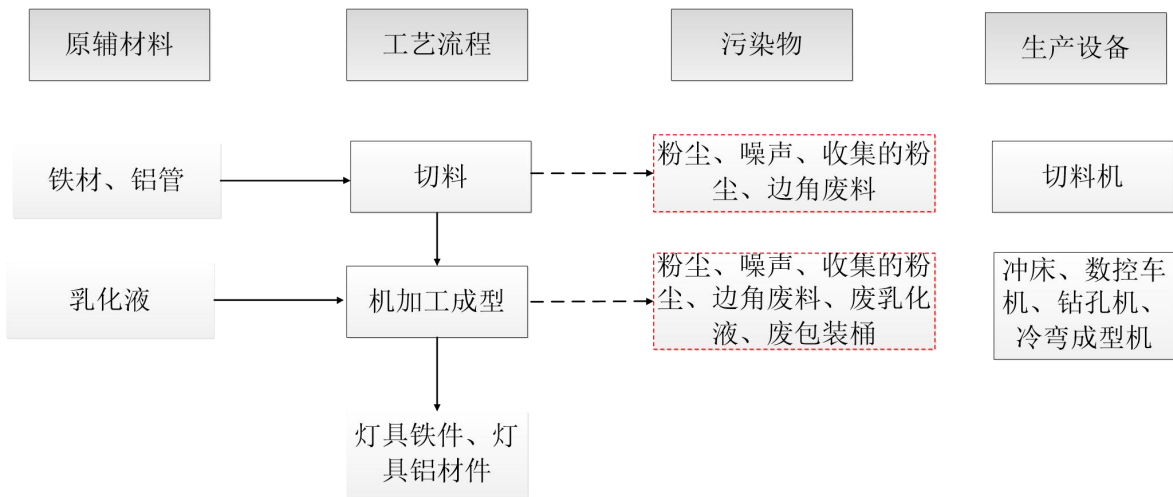 原辅材料
工艺流程
污染物
生产设备
铁材、铝管
切料
粉尘、噪声、收集的粉
尘、边角废料
切料机
乳化液
机加工成型
粉尘、噪声、收集的粉
尘、边角废料、废乳化
液、废包装桶
冲床、数控车
机、钻孔机、
冷弯成型机
灯具铁件、灯
具铝材件